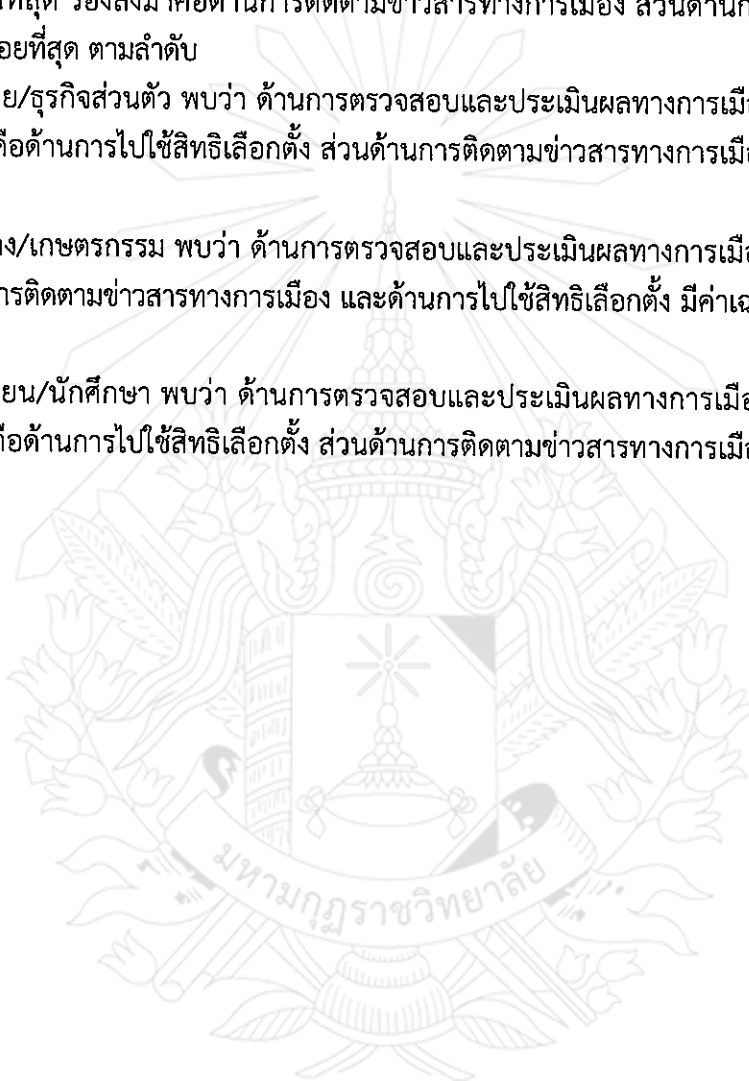 ที่สุด รองลงมาคือด้านการติดตามข่าวสารทางการเมือง ส่วนด้านก
อยที่สุด ตามลำดับ
ย/ธุรกิจส่วนตัว พบว่า ด้านการตรวจสอบและประเมินผลทางการเมือ
คือด้านการไปใช้สิทธิเลือกตั้ง ส่วนด้านการติดตามข่าวสารทางการเมือ
าง/เกษตรกรรม พบว่า ด้านการตรวจสอบและประเมินผลทางการเมือ
ารติดตามข่าวสารทางการเมือง และด้านการไปใช้สิทธิเลือกตั้ง มีค่าเฉ
ยน/นักศึกษา พบว่า ด้านการตรวจสอบและประเมินผลทางการเมือ
คือด้านการไปใช้สิทธิเลือกตั้ง ส่วนด้านการติดตามข่าวสารทางการเมือ
มหามกุฏราชวิทยาลัย